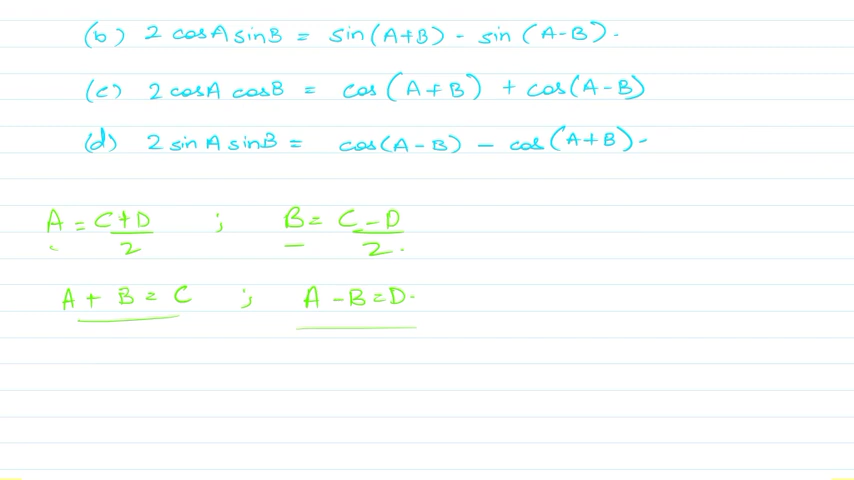 (b) 2 cosA sinB = sin(A+B) - sin (A-B).
(c) 2 cosA cosB = cos (A+B) + cos(A-B)
(d) 2 sin A sinB = cos(A-B) - cos(A+B)-
A = C+D/2 ; B = C-D/2.
A + B = C ; A - B = D.